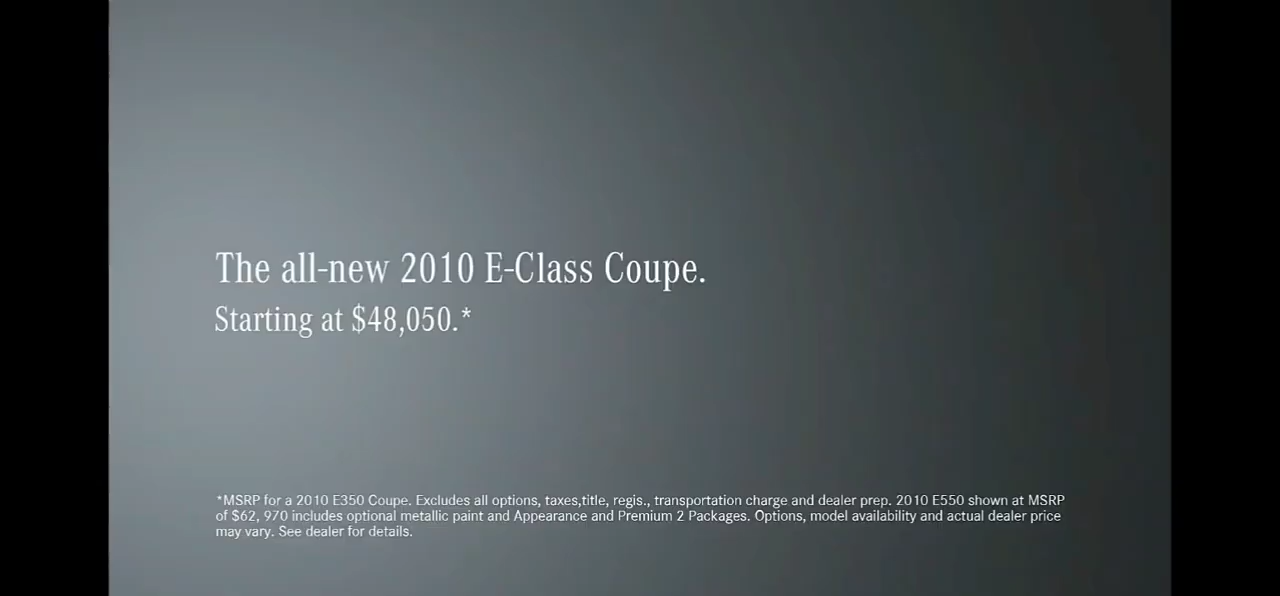 The all-new 2010 E-Class Coupe.
Starting at $48,050.*
*MSRP for a 2010 E350 Coupe. Excludes all options, taxes,title, regis., transportation charge and dealer prep. 2010 E550 shown at MSRP
of $62, 970 includes optional metallic paint and Appearance and Premium 2 Packages. Options, model availability and actual dealer price
may vary. See dealer for details.